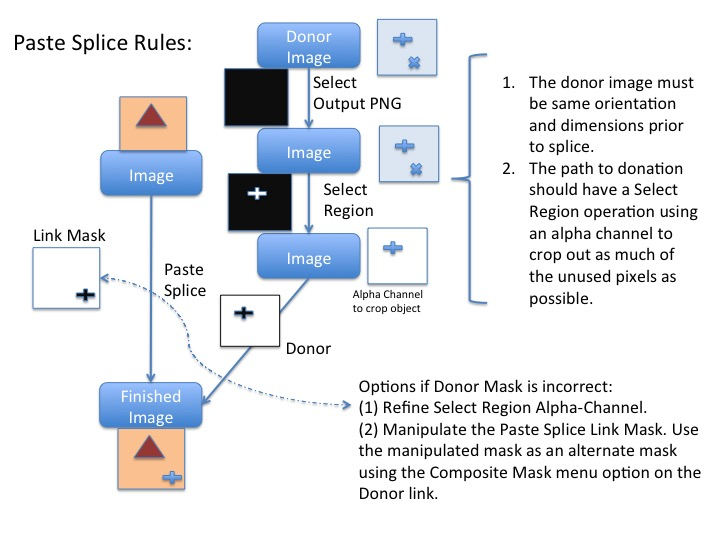 Paste Splice Rules:
Donor
Image
Select
Output PNG
Image
Image
Select
Region
Link Mask
Paste
Splice
Image
Alpha Channel
to crop object
Donor
Finished
Image
1. The donor image must
be same orientation
and dimensions prior
to splice.
2. The path to donation
should have a Select
Region operation using
an alpha channel to
crop out as much of
the unused pixels as
possible.
Options if Donor Mask is incorrect:
(1) Refine Select Region Alpha-Channel.
(2) Manipulate the Paste Splice Link Mask. Use
the manipulated mask as an alternate mask
using the Composite Mask menu option on the
Donor link.